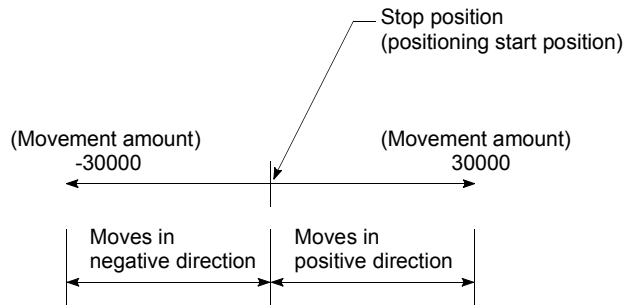 Stop position
(positioning start position)
(Movement amount)
-30000
(Movement amount)
30000
Moves in
negative direction
Moves in
positive direction